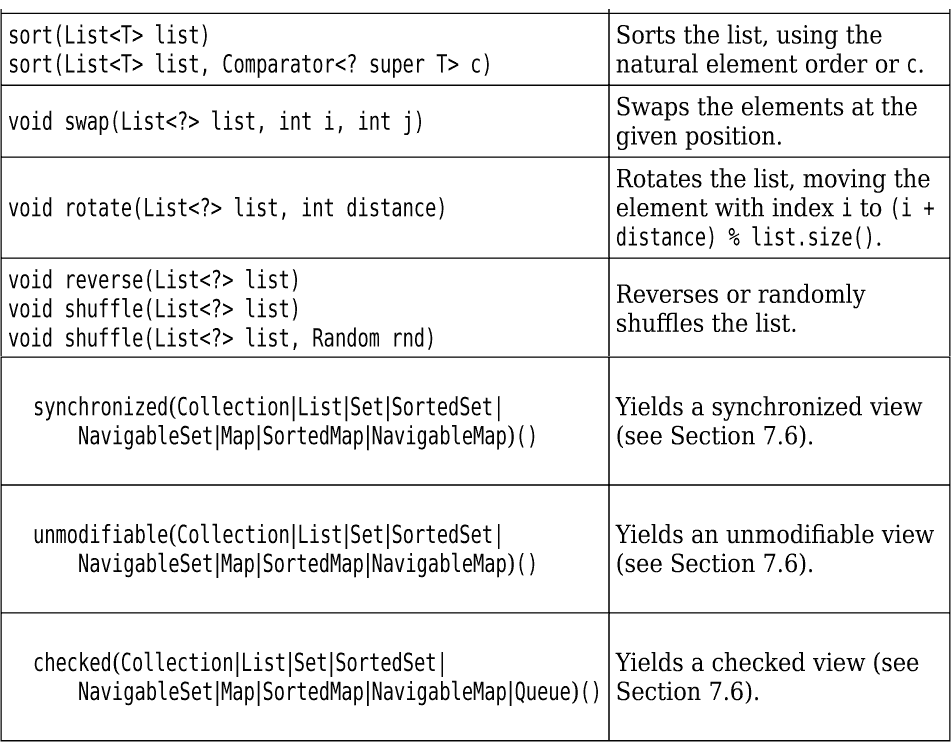 sort(List<T> list)
sort(List<T> list, Comparator<? super T> c)
Sorts the list, using the
natural element order or c.
void swap(List<?> list, int i, int j)
Swaps the elements at the
given position.
void rotate(List<?> list, int distance)
Rotates the list, moving the
element with index i to (i +
distance) % list.size().
void reverse(List<?> list)
void shuffle(List<?> list)
void shuffle(List<?> list, Random rnd)
Reverses or randomly
shuffles the list.
synchronized(Collection|List|Set|SortedSet|
NavigableSet|Map|SortedMap|NavigableMap)()
Yields a synchronized view
(see Section 7.6).
unmodifiable(Collection|List|Set|SortedSet|
NavigableSet|Map|SortedMap|NavigableMap)()
Yields an unmodifiable view
(see Section 7.6).
checked(Collection|List|Set|SortedSet|
NavigableSet|Map|SortedMap|NavigableMap|Queue)()
Yields a checked view (see
Section 7.6).